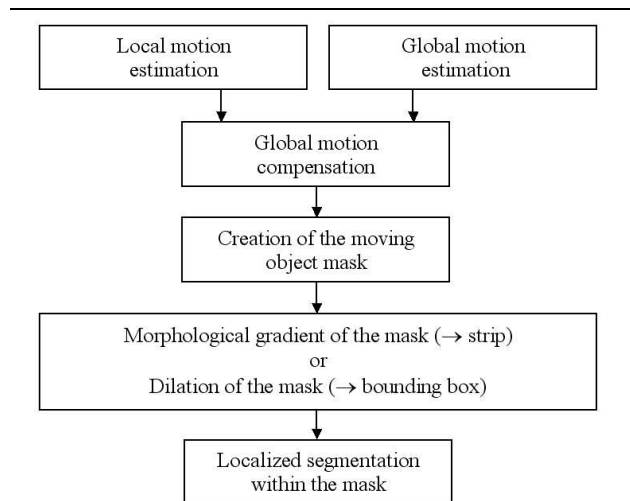 Local motion
estimation
Global motion
estimation
Global motion
compensation
Creation of the moving
object mask
Morphological gradient of the mask (→ strip)
or
Dilation of the mask (→ bounding box)
Localized segmentation
within the mask